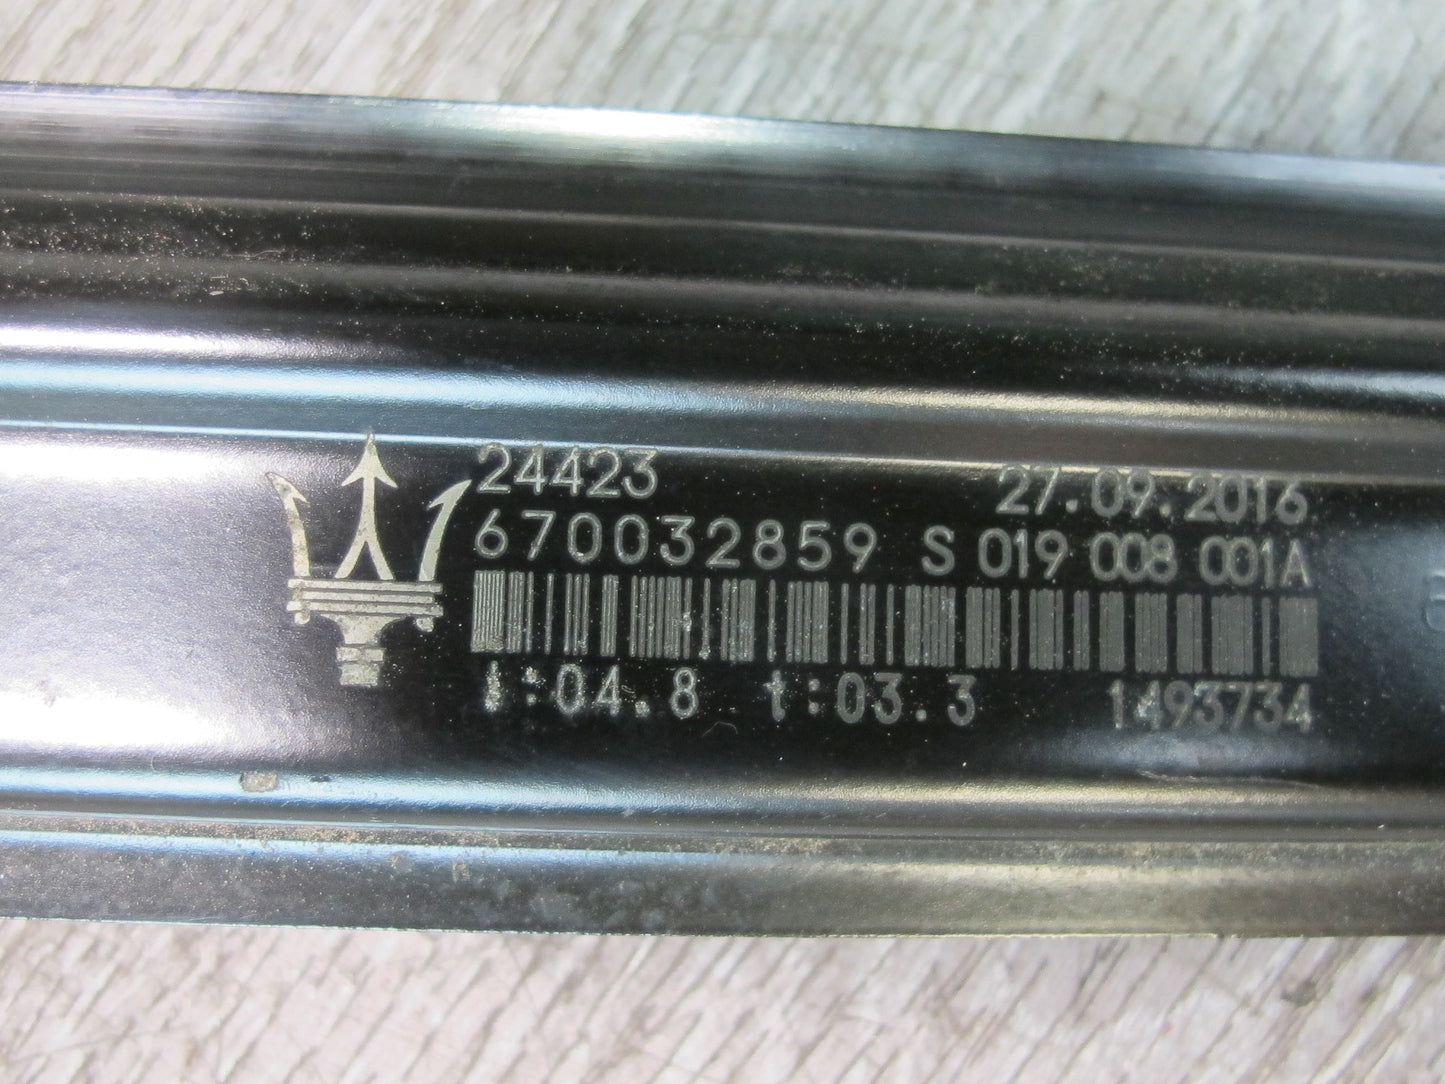 24423 27.09.2016
670032859 S 019 008 001A
l:04.8 t:03.3 1493734